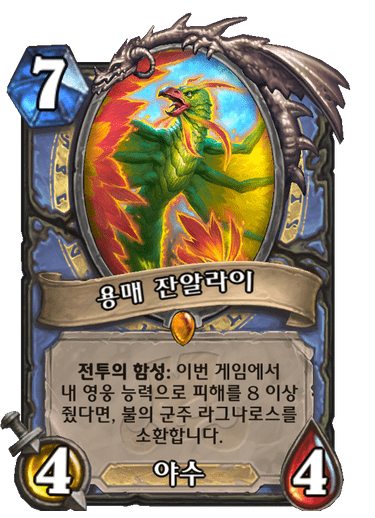 7
용매 잔알라이
전투의 함성: 이번 게임에서
내 영웅 능력으로 피해를 8 이상
줬다면, 불의 군주 라그나로스를
소환합니다.
4
야수
4